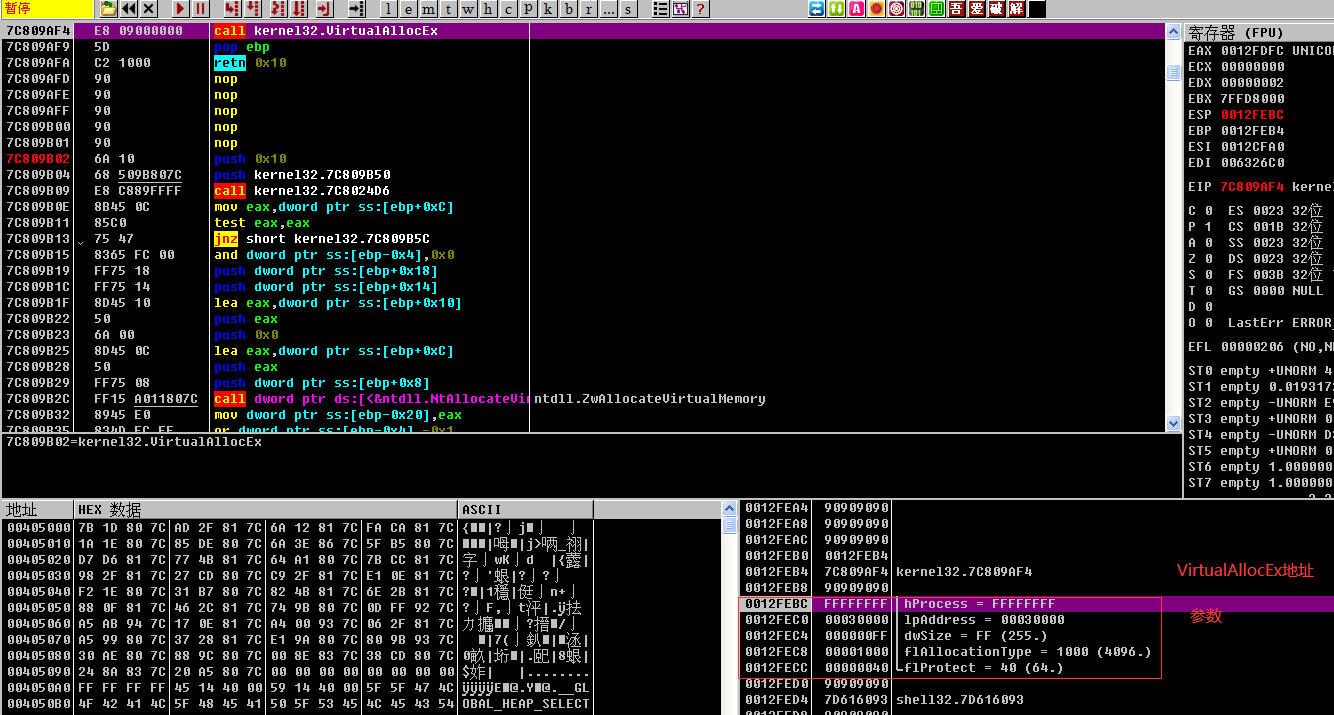 暂停 l e m t w h c p k b r ... s ?
7C809AF4 E8 09000000 call kernel32.VirtualAllocEx
7C809AF9 5D pop ebp
7C809AFA C2 1000 retn 0x10
7C809AFD 90 nop
7C809AFE 90 nop
7C809AFF 90 nop
7C809B00 90 nop
7C809B01 90 nop
7C809B02 6A 10 push 0x10
7C809B04 68 509B807C push kernel32.7C809B50
7C809B09 E8 C889FFFF call kernel32.7C8024D6
7C809B0E 8B45 0C mov eax,dword ptr ss:[ebp+0xC]
7C809B11 85C0 test eax,eax
7C809B13 75 47 jnz short kernel32.7C809B5C
7C809B15 8365 FC 00 and dword ptr ss:[ebp-0x4],0x0
7C809B19 FF75 18 push dword ptr ss:[ebp+0x18]
7C809B1C FF75 14 push dword ptr ss:[ebp+0x14]
7C809B1F 8D45 10 lea eax,dword ptr ss:[ebp+0x10]
7C809B22 50 push eax
7C809B23 6A 00 push 0x0
7C809B25 8D45 0C lea eax,dword ptr ss:[ebp+0xC]
7C809B28 50 push eax
7C809B29 FF75 08 push dword ptr ss:[ebp+0x8]
7C809B2C FF15 A011807C call dword ptr ds:[<&ntdll.NtAllocateVir ntdll.ZwAllocateVirtualMemory
7C809B32 8945 E0 mov dword ptr ss:[ebp-0x20],eax
7C809B35 834D FC FF or dword ptr ss:[ebp-0x4],-0x1
7C809B02=kernel32.VirtualAllocEx
寄存器 (FPU)
EAX 0012FDFC UNICO
ECX 00000000
EDX 00000002
EBX 7FFD8000
ESP 0012FEBC
EBP 0012FEB4
ESI 0012CFA0
EDI 006326C0
EIP 7C809AF4 kernel
C 0 ES 0023 32位
P 1 CS 001B 32位
A 0 SS 0023 32位
Z 0 DS 0023 32位
S 0 FS 003B 32位
T 0 GS 0000 NULL
D 0
O 0 LastErr ERROR_
EFL 00000206 (NO,N
ST0 empty +UNORM 4
ST1 empty 0.019317
ST2 empty -UNORM E
ST3 empty +UNORM 0
ST4 empty -UNORM D
ST5 empty +UNORM 0
ST6 empty 1.000000
ST7 empty 1.000000
地址 HEX 数据 ASCII
00405000 7B 1D 80 7C AD 2F 81 7C 6A 12 81 7C FA CA 81 7C
00405010 1A 1E 80 7C 85 DE 80 7C 6A 3E 86 7C 5F B5 80 7C
00405020 D7 D6 81 7C 77 4B 81 7C 64 A1 80 7C 7B CC 81 7C
00405030 98 2F 81 7C 27 CD 80 7C C9 2F 81 7C E1 0E 81 7C
00405040 F2 1E 80 7C 31 B7 80 7C 82 4B 81 7C 6E 2B 81 7C
00405050 88 0F 81 7C 46 2C 81 7C 74 9B 80 7C 0D FF 92 7C
00405060 A5 AB 94 7C 17 0E 81 7C A4 00 93 7C 06 2F 81 7C
00405070 A5 99 80 7C 37 28 81 7C E1 9A 80 7C 80 9B 93 7C
00405080 30 AE 80 7C 88 9C 80 7C 00 8E 83 7C 38 CD 80 7C
00405090 24 8A 83 7C 20 A5 80 7C 00 00 00 00 00 00 00 00
004050A0 FF FF FF FF 45 14 40 00 59 14 40 00 5F 5F 47 4C
004050B0 4F 42 41 4C 5F 48 45 41 50 5F 53 45 4C 45 43 54 OBAL_HEAP_SELECT
0012FEA4 90909090
0012FEA8 90909090
0012FEAC 90909090
0012FEB0 0012FEB4
0012FEB4 7C809AF4 kernel32.7C809AF4
0012FEB8 90909090
0012FEBC FFFFFFFF hProcess = FFFFFFFF
0012FEC0 00030000 lpAddress = 00030000
0012FEC4 000000FF dwSize = FF (255.)
0012FEC8 00001000 flAllocationType = 1000 (4096.)
0012FECC 00000040 flProtect = 40 (64.)
0012FED0 90909090
0012FED4 7D616093 shell32.7D616093
VirtualAllocEx地址
参数